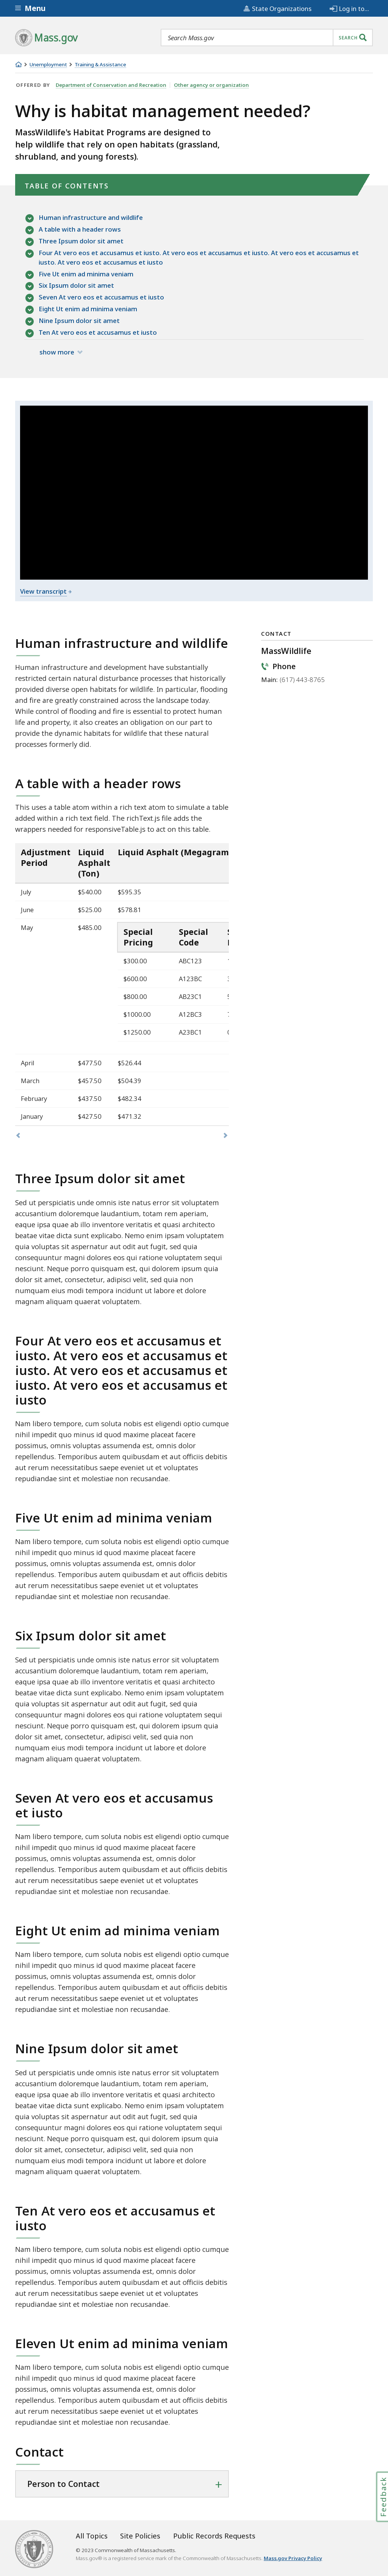 Menu
State Organizations
Log in to...
Mass.gov
Search Mass.gov
SEARCH
Unemployment
Training & Assistance
OFFERED BY Department of Conservation and Recreation Other agency or organization
Why is habitat management needed?
MassWildlife's Habitat Programs are designed to
help wildlife that rely on open habitats (grassland,
shrubland, and young forests).
TABLE OF CONTENTS
Human infrastructure and wildlife
A table with a header rows
Three Ipsum dolor sit amet
Four At vero eos et accusamus et iusto. At vero eos et accusamus et iusto. At vero eos et accusamus et
iusto. At vero eos et accusamus et iusto
Five Ut enim ad minima veniam
Six Ipsum dolor sit amet
Seven At vero eos et accusamus et iusto
Eight Ut enim ad minima veniam
Nine Ipsum dolor sit amet
Ten At vero eos et accusamus et iusto
show more
View transcript +
Human infrastructure and wildlife
Human infrastructure and development have substantially
restricted certain natural disturbance processes that historically
provided diverse open habitats for wildlife. In particular, flooding
and fire are greatly constrained across the landscape today.
While control of flooding and fire is essential to protect human
life and property, it also creates an obligation on our part to
provide the dynamic habitats for wildlife that these natural
processes formerly did.
CONTACT
MassWildlife
Phone
Main: (617) 443-8765
A table with a header rows
This uses a table atom within a rich text atom to simulate a table
added within a rich text field. The richText.js file adds the
wrappers needed for responsiveTable.js to act on this table.
Adjustment Period
Liquid Asphalt (Ton)
Liquid Asphalt (Megagram
July $540.00 $595.35
June $525.00 $578.81
May $485.00
Special Pricing
Special Code
$300.00 ABC123
$600.00 A123BC
$800.00 AB23C1
$1000.00 A12BC3
$1250.00 A23BC1
April $477.50 $526.44
March $457.50 $504.39
February $437.50 $482.34
January $427.50 $471.32
Three Ipsum dolor sit amet
Sed ut perspiciatis unde omnis iste natus error sit voluptatem
accusantium doloremque laudantium, totam rem aperiam,
eaque ipsa quae ab illo inventore veritatis et quasi architecto
beatae vitae dicta sunt explicabo. Nemo enim ipsam voluptatem
quia voluptas sit aspernatur aut odit aut fugit, sed quia
consequuntur magni dolores eos qui ratione voluptatem sequi
nesciunt. Neque porro quisquam est, qui dolorem ipsum quia
dolor sit amet, consectetur, adipisci velit, sed quia non
numquam eius modi tempora incidunt ut labore et dolore
magnam aliquam quaerat voluptatem.
Four At vero eos et accusamus et
iusto. At vero eos et accusamus et
iusto. At vero eos et accusamus et
iusto. At vero eos et accusamus et
iusto
Nam libero tempore, cum soluta nobis est eligendi optio cumque
nihil impedit quo minus id quod maxime placeat facere
possimus, omnis voluptas assumenda est, omnis dolor
repellendus. Temporibus autem quibusdam et aut officiis debitis
aut rerum necessitatibus saepe eveniet ut et voluptates
repudiandae sint et molestiae non recusandae.
Five Ut enim ad minima veniam
Nam libero tempore, cum soluta nobis est eligendi optio cumque
nihil impedit quo minus id quod maxime placeat facere
possimus, omnis voluptas assumenda est, omnis dolor
repellendus. Temporibus autem quibusdam et aut officiis debitis
aut rerum necessitatibus saepe eveniet ut et voluptates
repudiandae sint et molestiae non recusandae.
Six Ipsum dolor sit amet
Sed ut perspiciatis unde omnis iste natus error sit voluptatem
accusantium doloremque laudantium, totam rem aperiam,
eaque ipsa quae ab illo inventore veritatis et quasi architecto
beatae vitae dicta sunt explicabo. Nemo enim ipsam voluptatem
quia voluptas sit aspernatur aut odit aut fugit, sed quia
consequuntur magni dolores eos qui ratione voluptatem sequi
nesciunt. Neque porro quisquam est, qui dolorem ipsum quia
dolor sit amet, consectetur, adipisci velit, sed quia non
numquam eius modi tempora incidunt ut labore et dolore
magnam aliquam quaerat voluptatem.
Seven At vero eos et accusamus
et iusto
Nam libero tempore, cum soluta nobis est eligendi optio cumque
nihil impedit quo minus id quod maxime placeat facere
possimus, omnis voluptas assumenda est, omnis dolor
repellendus. Temporibus autem quibusdam et aut officiis debitis
aut rerum necessitatibus saepe eveniet ut et voluptates
repudiandae sint et molestiae non recusandae.
Eight Ut enim ad minima veniam
Nam libero tempore, cum soluta nobis est eligendi optio cumque
nihil impedit quo minus id quod maxime placeat facere
possimus, omnis voluptas assumenda est, omnis dolor
repellendus. Temporibus autem quibusdam et aut officiis debitis
aut rerum necessitatibus saepe eveniet ut et voluptates
repudiandae sint et molestiae non recusandae.
Nine Ipsum dolor sit amet
Sed ut perspiciatis unde omnis iste natus error sit voluptatem
accusantium doloremque laudantium, totam rem aperiam,
eaque ipsa quae ab illo inventore veritatis et quasi architecto
beatae vitae dicta sunt explicabo. Nemo enim ipsam voluptatem
quia voluptas sit aspernatur aut odit aut fugit, sed quia
consequuntur magni dolores eos qui ratione voluptatem sequi
nesciunt. Neque porro quisquam est, qui dolorem ipsum quia
dolor sit amet, consectetur, adipisci velit, sed quia non
numquam eius modi tempora incidunt ut labore et dolore
magnam aliquam quaerat voluptatem.
Ten At vero eos et accusamus et
iusto
Nam libero tempore, cum soluta nobis est eligendi optio cumque
nihil impedit quo minus id quod maxime placeat facere
possimus, omnis voluptas assumenda est, omnis dolor
repellendus. Temporibus autem quibusdam et aut officiis debitis
aut rerum necessitatibus saepe eveniet ut et voluptates
repudiandae sint et molestiae non recusandae.
Eleven Ut enim ad minima veniam
Nam libero tempore, cum soluta nobis est eligendi optio cumque
nihil impedit quo minus id quod maxime placeat facere
possimus, omnis voluptas assumenda est, omnis dolor
repellendus. Temporibus autem quibusdam et aut officiis debitis
aut rerum necessitatibus saepe eveniet ut et voluptates
repudiandae sint et molestiae non recusandae.
Contact
Person to Contact
Feedback
All Topics Site Policies Public Records Requests
© 2023 Commonwealth of Massachusetts.
Mass.gov® is a registered service mark of the Commonwealth of Massachusetts. Mass.gov Privacy Policy